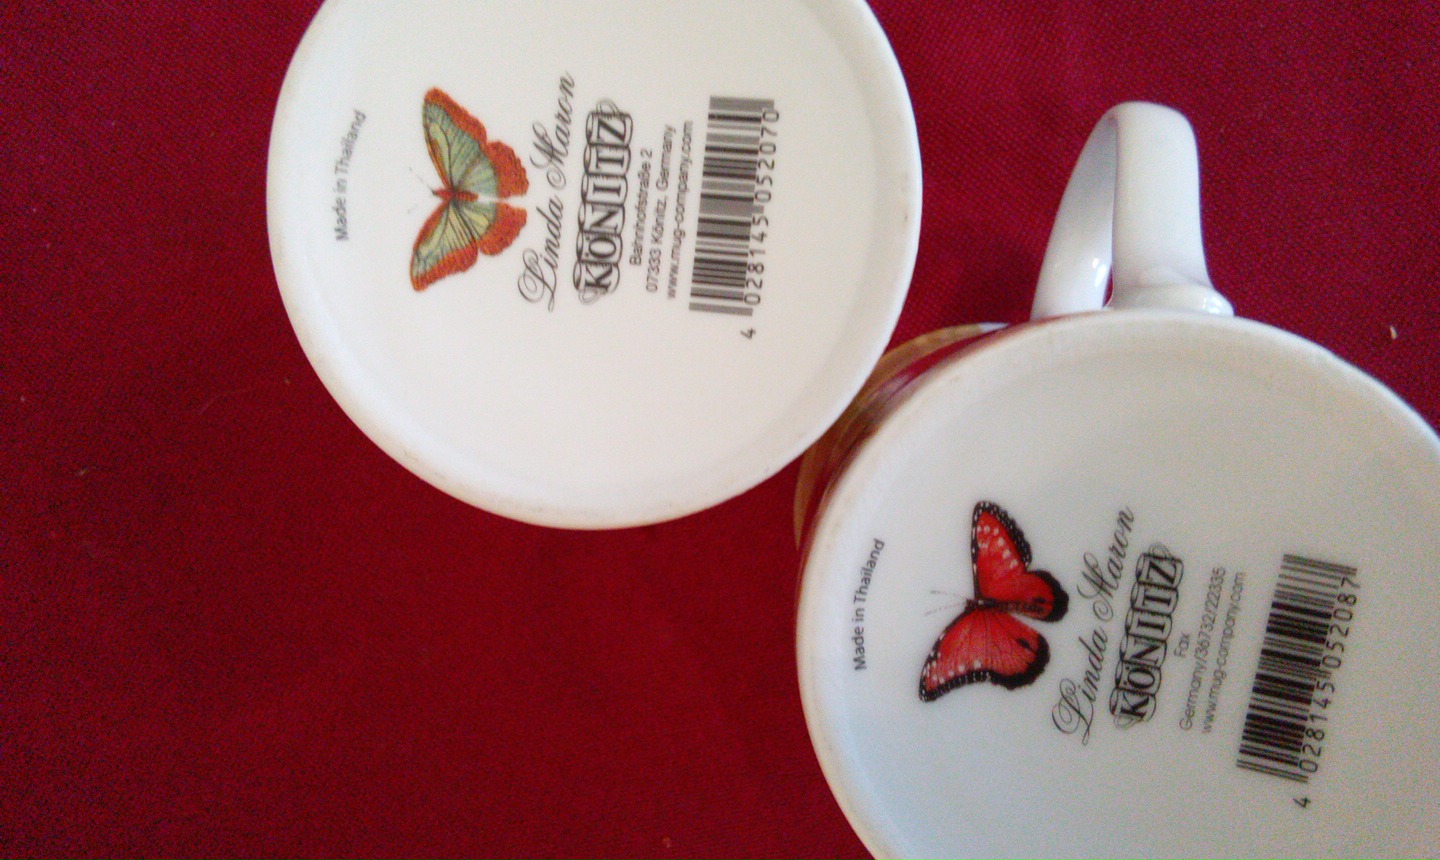 Made in Thailand
Linda Maron
KÖNITZ
Bahnhofstraße 2
07333 Könitz, Germany
www.mug-company.com
4 028145 052070
Made in Thailand
Linda Maron
KÖNITZ
Fax
Germany/36732/22335
www.mug-company.com
4 028145 052087